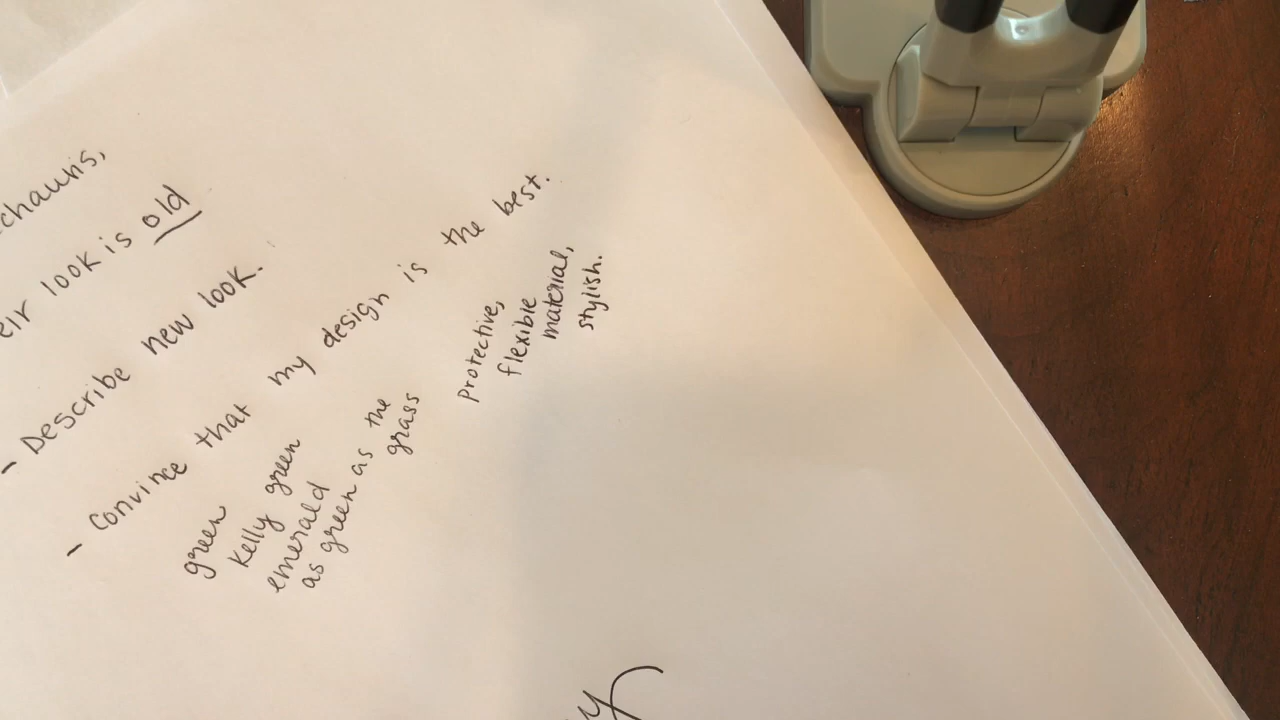 chauns,
eir look is old
- Describe new look.
- Convince that my design is the best.
green
kelly green
emerald
as green as the
grass
protective,
flexible
material,
stylish.
y